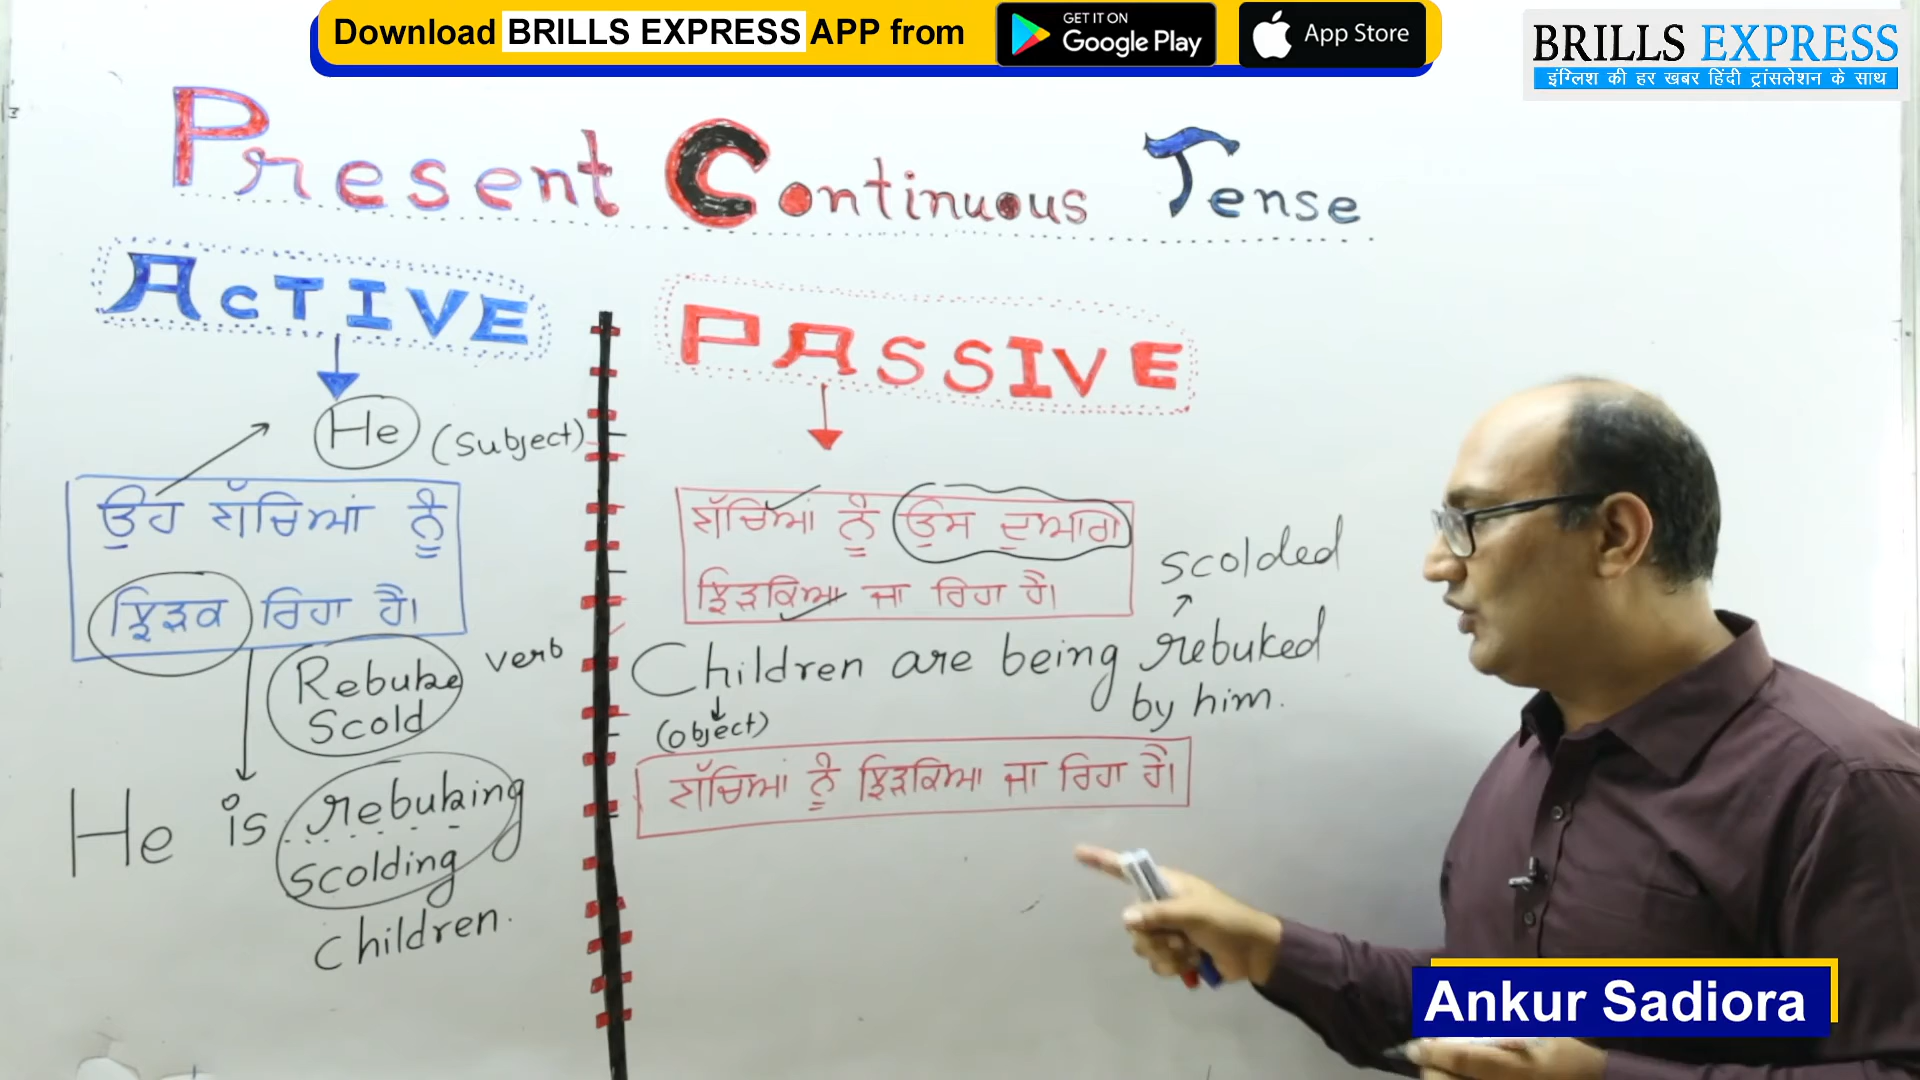 Download BRILLS EXPRESS APP from
GET IT ON
Google Play
App Store
BRILLS EXPRESS
इंग्लिश की हर खबर हिंदी ट्रांसलेशन के साथ
Present Continuous Tense
ACTIVE
He (Subject)
ਉਹ ਬੱਚਿਆਂ ਨੂੰ
ਝਿੜਕ ਰਿਹਾ ਹੈ।
Rebuke verb
Scold
He is rebuking
Scolding
children.
PASSIVE
ਬੱਚਿਆਂ ਨੂੰ ਉਸ ਦੁਆਰਾ
ਝਿੜਕਿਆ ਜਾ ਰਿਹਾ ਹੈ।
scolded
Children are being rebuked
by him.
(object)
ਬੱਚਿਆਂ ਨੂੰ ਝਿੜਕਿਆ ਜਾ ਰਿਹਾ ਹੈ।
Ankur Sadiora